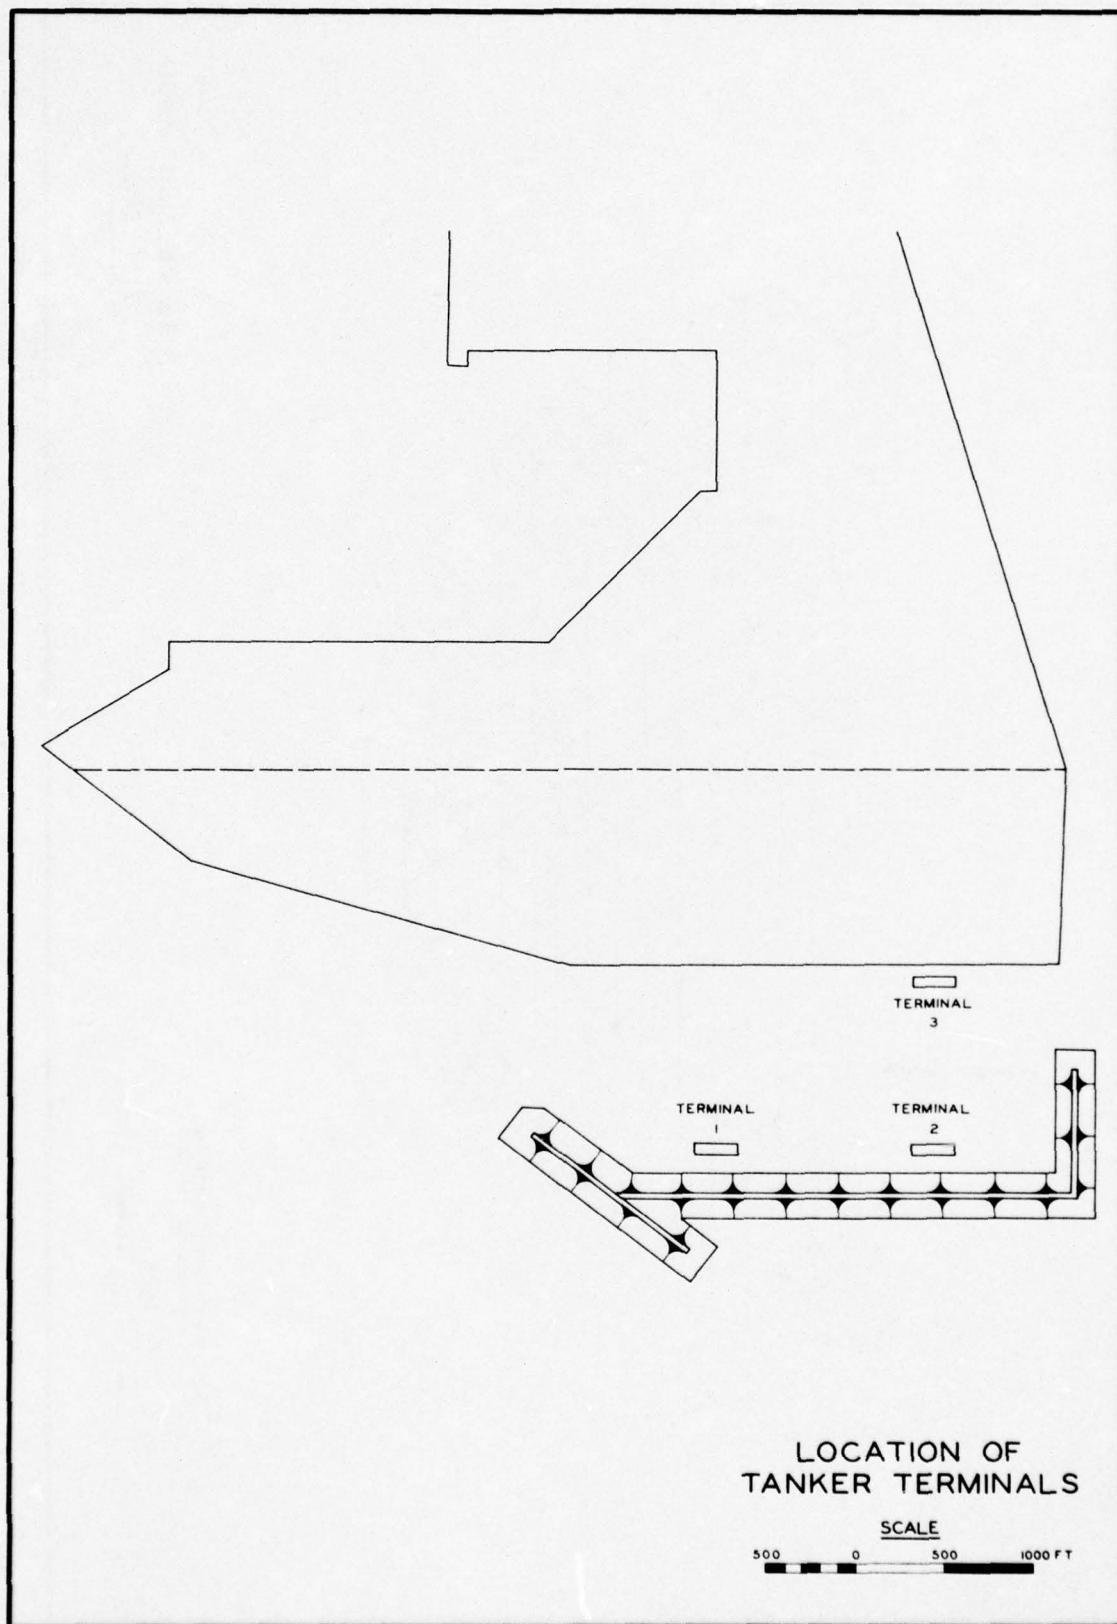 TERMINAL
3
TERMINAL
1
TERMINAL
2
LOCATION OF
TANKER TERMINALS
SCALE
500 0 500 1000 FT